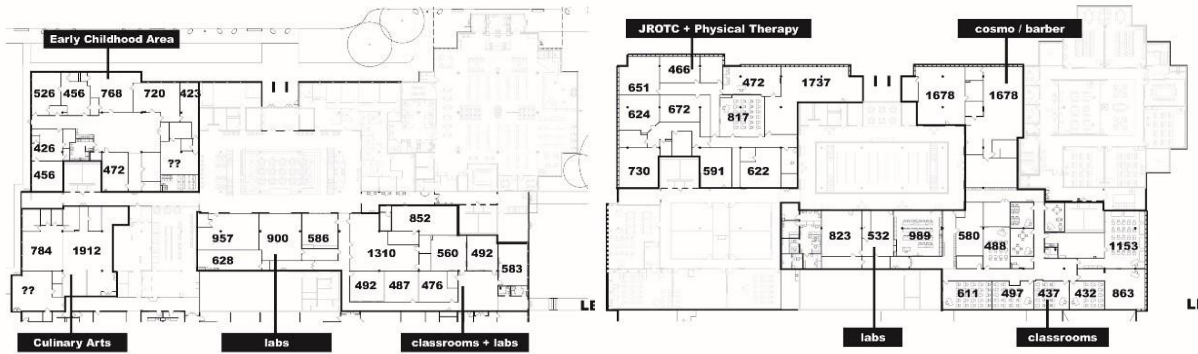 Early Childhood Area
526 456 768 720 423
426
456 472 ??
784 1912
??
957 900 586
628
852
1310 560 492
583
492 487 476
Culinary Arts
labs
classrooms + labs
JROTC + Physical Therapy
cosmo / barber
466
651 472 1737
624 672 817
730 591 622
1678 1678
823 532 989 580 488 1153
611 497 437 432 863
labs
classrooms